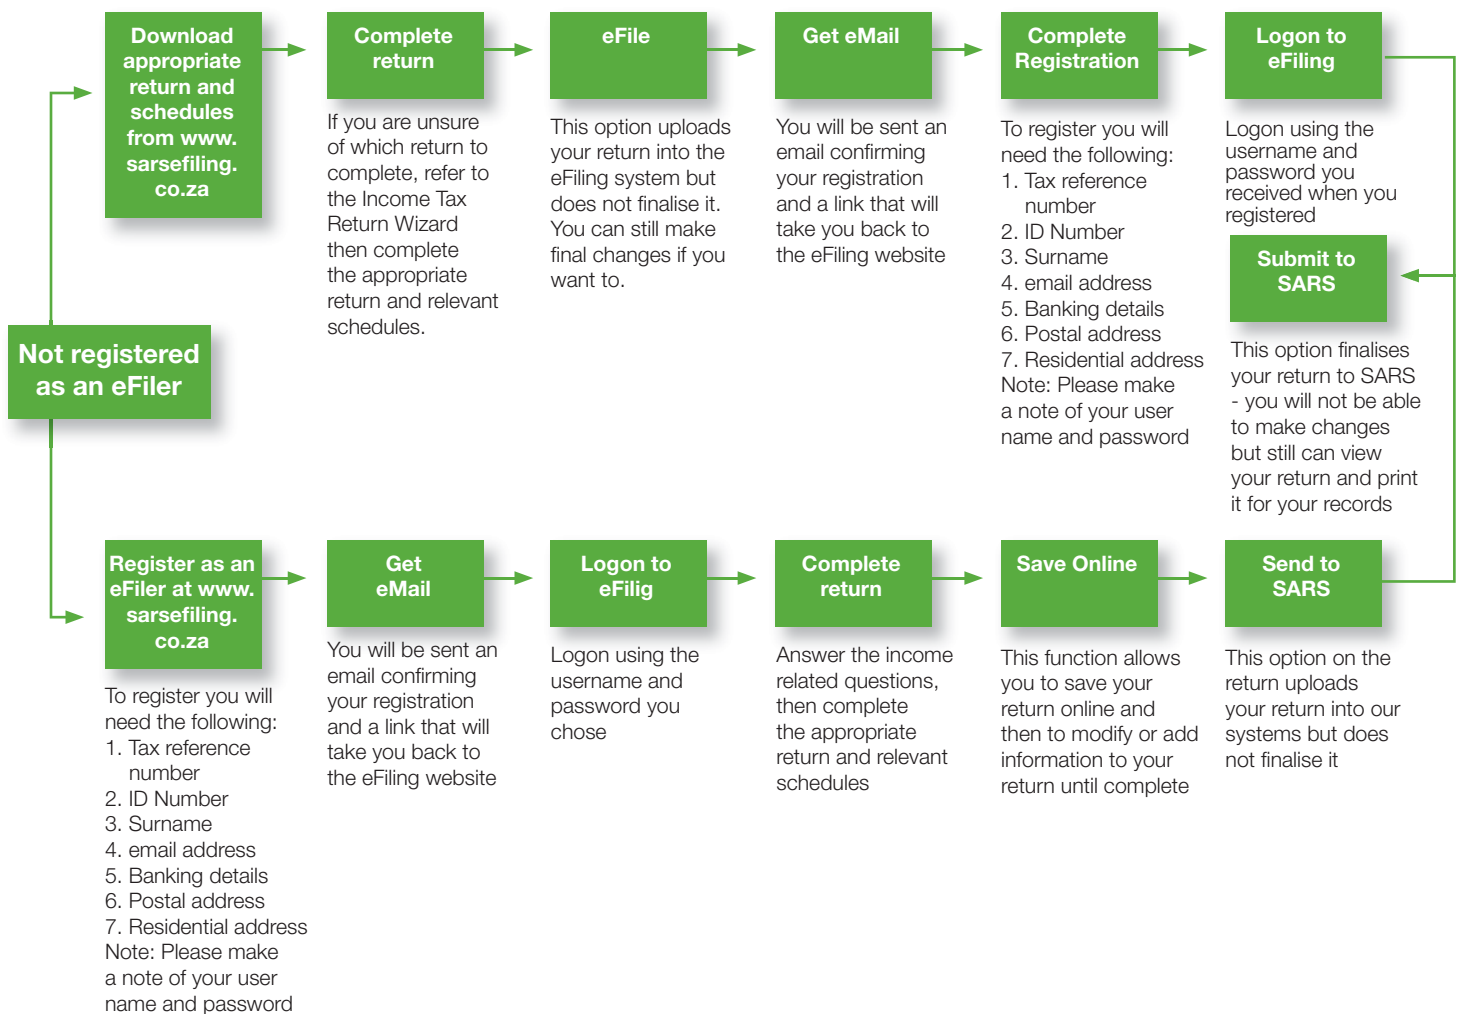 Not registered
as an eFiler
Download
appropriate
return and
schedules
from www.
sarsefiling.
co.za
Complete
return
If you are unsure
of which return to
complete, refer to
the Income Tax
Return Wizard
then complete
the appropriate
return and relevant
schedules.
eFile
This option uploads
your return into the
eFiling system but
does not finalise it.
You can still make
final changes if you
want to.
Get eMail
You will be sent an
email confirming
your registration
and a link that will
take you back to
the eFiling website
Complete
Registration
To register you will
need the following:
1. Tax reference
number
2. ID Number
3. Surname
4. email address
5. Banking details
6. Postal address
7. Residential address
Note: Please make
a note of your user
name and password
Logon to
eFiling
Logon using the
username and
password you
received when you
registered
Submit to
SARS
This option finalises
your return to SARS
- you will not be able
to make changes
but still can view
your return and print
it for your records
Register as an
eFiler at www.
sarsefiling.
co.za
To register you will
need the following:
1. Tax reference
number
2. ID Number
3. Surname
4. email address
5. Banking details
6. Postal address
7. Residential address
Note: Please make
a note of your user
name and password
Get
eMail
You will be sent an
email confirming
your registration
and a link that will
take you back to
the eFiling website
Logon to
eFilig
Logon using the
username and
password you
chose
Complete
return
Answer the income
related questions,
then complete
the appropriate
return and relevant
schedules
Save Online
This function allows
you to save your
return online and
then to modify or add
information to your
return until complete
Send to
SARS
This option on the
return uploads
your return into our
systems but does
not finalise it